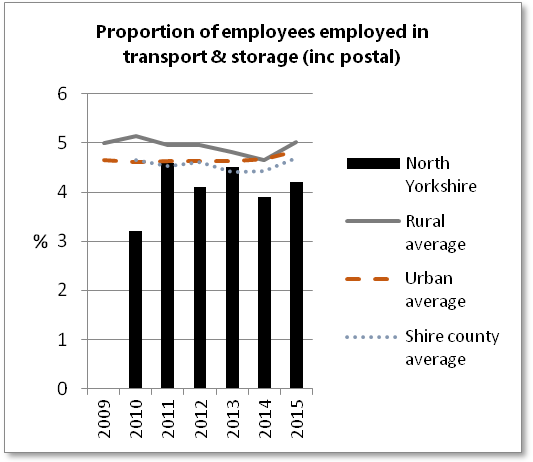 Proportion of employees employed in
transport & storage (inc postal)
6
5
4
% 3
2
1
0
2009 2010 2011 2012 2013 2014 2015
North
Yorkshire
Rural
average
Urban
average
Shire county
average